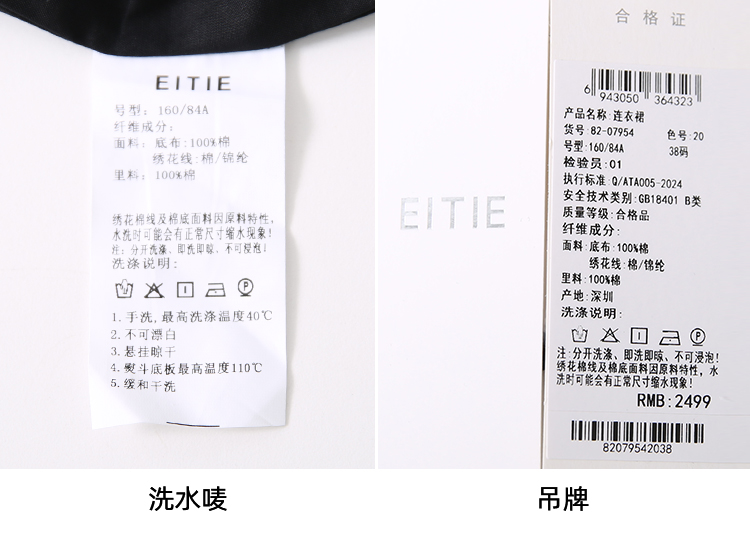 EITIE
号型: 160/84A
纤维成分:
面料: 底布:100%棉
绣花线:棉/锦纶
里料: 100%棉
绣花棉线及棉底面料因原料特性,
水洗时可能会有正常尺寸缩水现象!
注: 分开洗涤、即洗即晾、不可浸泡!
洗涤说明:
1.手洗,最高洗涤温度40℃
2.不可漂白
3.悬挂晾干
4.熨斗底板最高温度110℃
5.缓和干洗
洗水唛
EITIE
合格证
6 943050 364323
产品名称:连衣裙
货号: 82-07954 色号:20
号型:160/84A 38码
检验员:01
执行标准:Q/ATA005-2024
安全技术类别:GB18401 B类
质量等级:合格品
纤维成分:
面料:底布:100%棉
绣花线:棉/锦纶
里料:100%棉
产地:深圳
洗涤说明:
注:分开洗涤、即洗即晾、不可浸泡!
绣花棉线及棉底面料因原料特性,水
洗时可能会有正常尺寸缩水现象!
RMB:2499
82079542038
吊牌